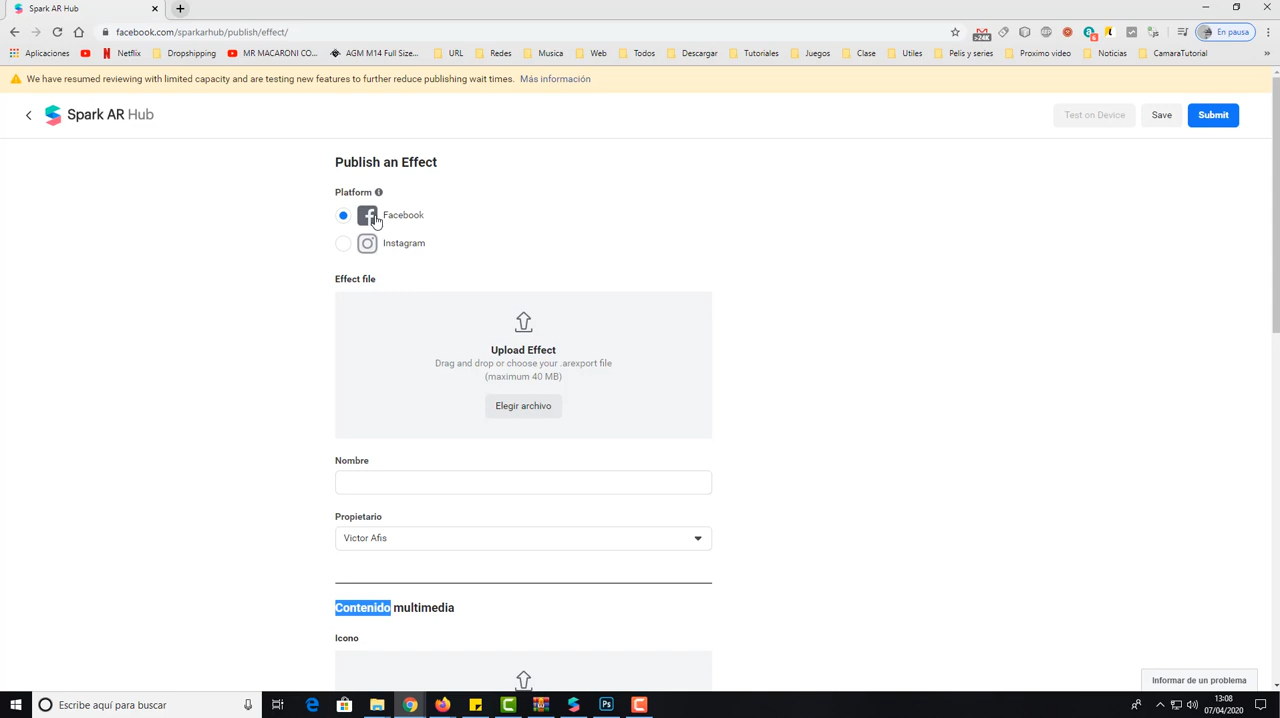 Spark AR Hub
facebook.com/sparkarhub/publish/effect/
En pausa
Aplicaciones
Netflix
Dropshipping
MR MACARONI CO...
AGM M14 Full Size...
URL
Redes
Musica
Web
Todos
Descargar
Tutoriales
Juegos
Clase
Utiles
Pelis y series
Proximo video
Noticias
CamaraTutorial
We have resumed reviewing with limited capacity and are testing new features to further reduce publishing wait times. Más información
Spark AR Hub
Test on Device
Save
Submit
Publish an Effect
Platform
Facebook
Instagram
Effect file
Upload Effect
Drag and drop or choose your .arexport file
(maximum 40 MB)
Elegir archivo
Nombre
Propietario
Victor Afis
Contenido multimedia
Icono
Informar de un problema
Escribe aquí para buscar
13:08
07/04/2020